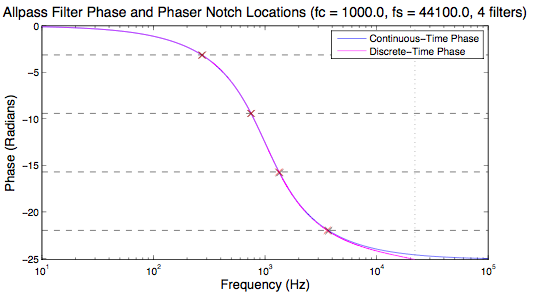 Allpass Filter Phase and Phaser Notch Locations (fc = 1000.0, fs = 44100.0, 4 filters)
Continuous−Time Phase
Discrete−Time Phase
Phase (Radians)
0
−5
−10
−15
−20
−25
10^1
10^2
10^3
10^4
10^5
Frequency (Hz)